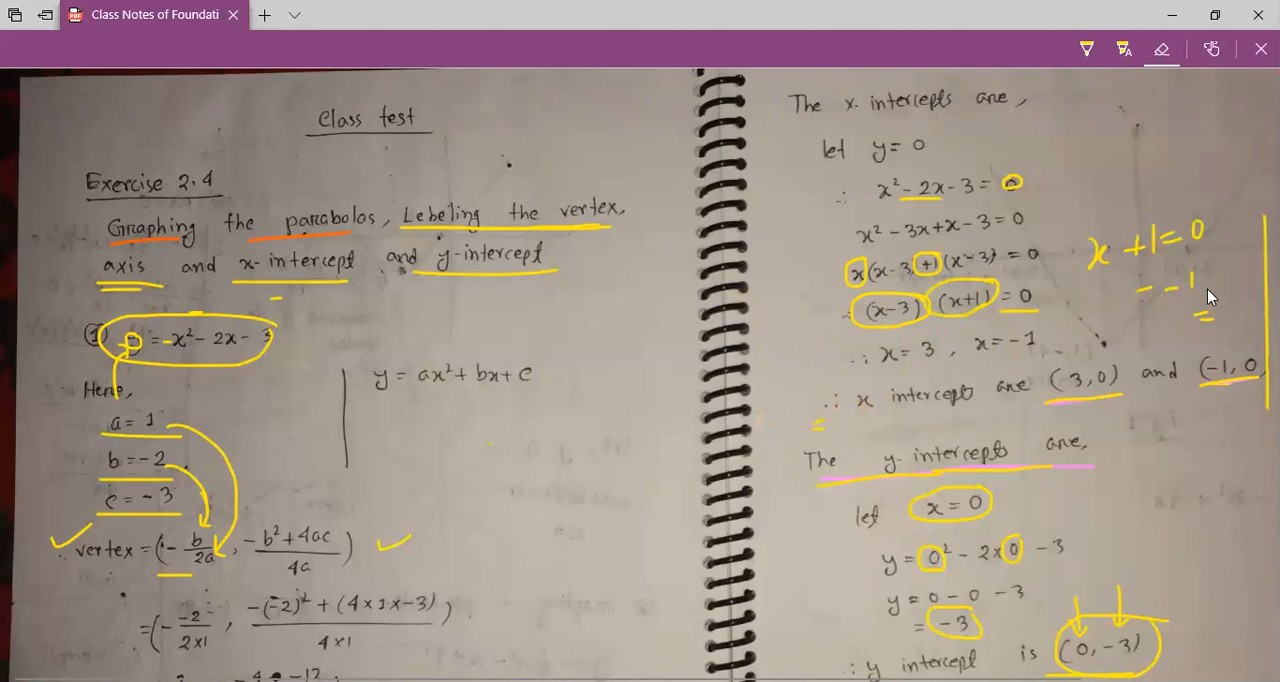 Class Notes of Foundati
Class test
Exercise 2.4
Graphing the parabolas, Lebeling the vertex,
axis and x-intercept and y-intercept
① = x² - 2x - 3
Here,
y = ax² + bx + c
a = 1
b = -2
c = -3
∴ vertex = (- b/2a, -b² + 4ac / 4a)
= (- -2 / 2×1, -(-2)² + (4×1×-3) / 4×1)
-4 -12
The x-intercepts are,
let y = 0
∴ x² - 2x - 3 = 0
x² - 3x + x - 3 = 0
x(x-3) +1(x-3) = 0
∴ (x-3) (x+1) = 0
∴ x = 3, x = -1
∴ x intercepts are (3,0) and (-1,0)
x + 1 = 0
= -1
The y-intercepts are,
let x = 0
y = 0² - 2×0 - 3
y = 0 - 0 - 3
= -3
∴ y intercept is (0, -3)